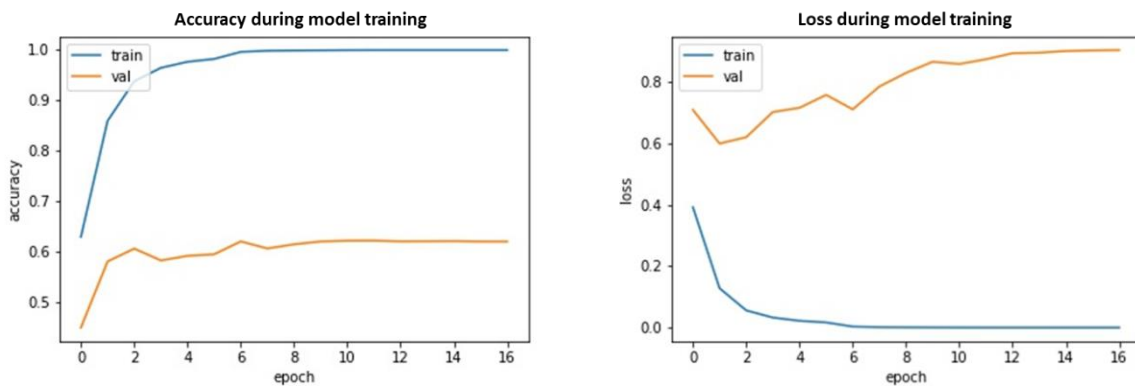 Accuracy during model training
1.0
0.9
0.8
0.7
0.6
0.5
accuracy
train
val
0 2 4 6 8 10 12 14 16
epoch
Loss during model training
0.8
0.6
0.4
0.2
0.0
loss
train
val
0 2 4 6 8 10 12 14 16
epoch